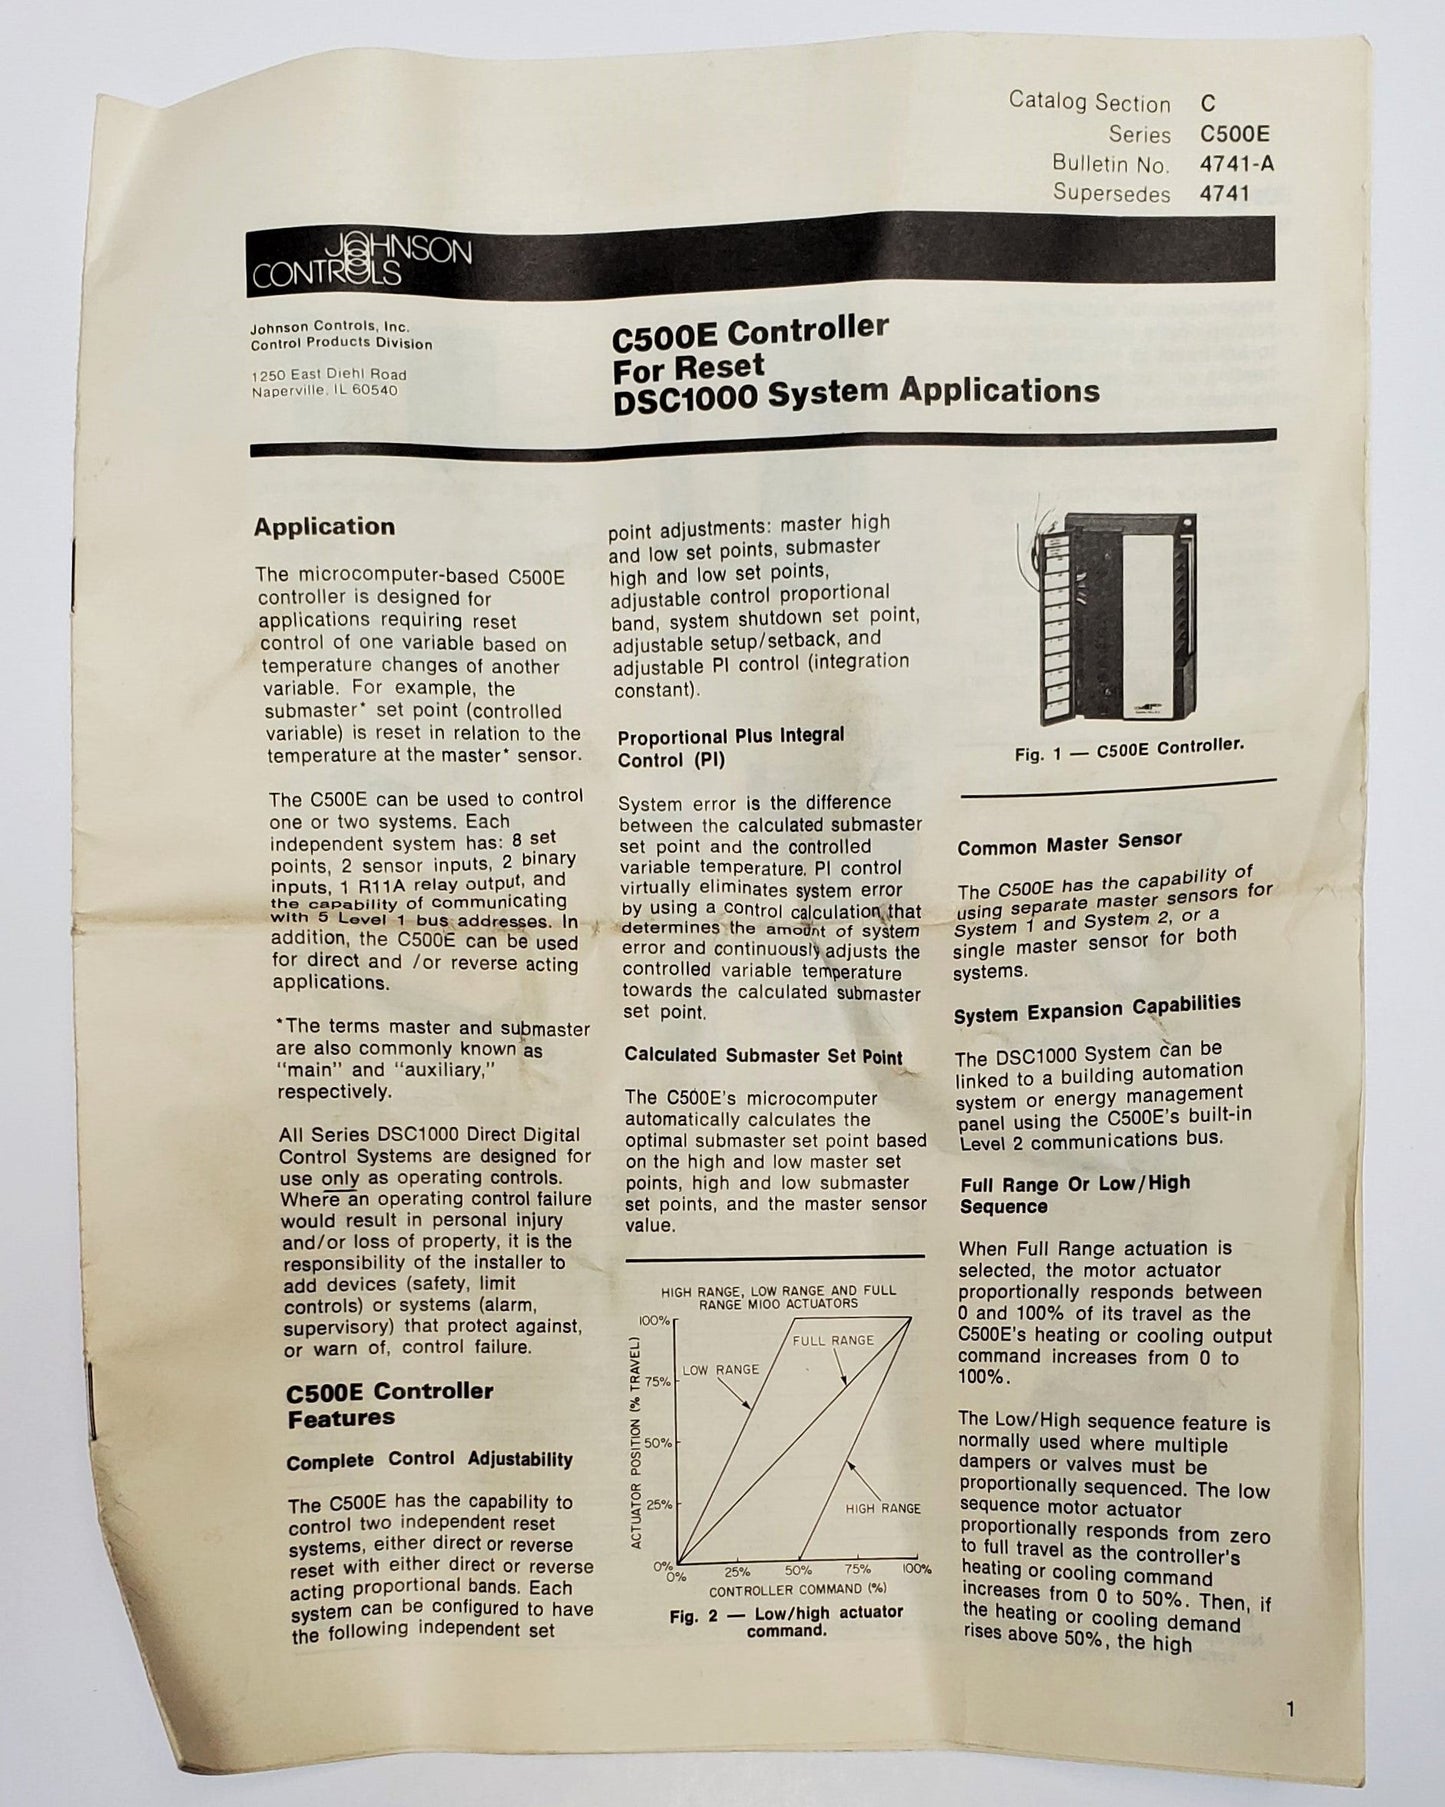 Catalog Section C
Series C500E
Bulletin No. 4741-A
Supersedes 4741
JOHNSON
CONTROLS
Johnson Controls, Inc.
Control Products Division
1250 East Diehl Road
Naperville, IL 60540
C500E Controller
For Reset
DSC1000 System Applications
Application
The microcomputer-based C500E
controller is designed for
applications requiring reset
control of one variable based on
temperature changes of another
variable. For example, the
submaster* set point (controlled
variable) is reset in relation to the
temperature at the master* sensor.
The C500E can be used to control
one or two systems. Each
independent system has: 8 set
points, 2 sensor inputs, 2 binary
inputs, 1 R11A relay output, and
the capability of communicating
with 5 Level 1 bus addresses. In
addition, the C500E can be used
for direct and /or reverse acting
applications.
*The terms master and submaster
are also commonly known as
"main" and "auxiliary,"
respectively.
All Series DSC1000 Direct Digital
Control Systems are designed for
use only as operating controls.
Where an operating control failure
would result in personal injury
and/or loss of property, it is the
responsibility of the installer to
add devices (safety, limit
controls) or systems (alarm,
supervisory) that protect against,
or warn of, control failure.
C500E Controller
Features
Complete Control Adjustability
The C500E has the capability to
control two independent reset
systems, either direct or reverse
reset with either direct or reverse
acting proportional bands. Each
system can be configured to have
the following independent set
point adjustments: master high
and low set points, submaster
high and low set points,
adjustable control proportional
band, system shutdown set point,
adjustable setup/setback, and
adjustable PI control (integration
constant).
Proportional Plus Integral
Control (PI)
System error is the difference
between the calculated submaster
set point and the controlled
variable temperature. PI control
virtually eliminates system error
by using a control calculation that
determines the amount of system
error and continuously adjusts the
controlled variable temperature
towards the calculated submaster
set point.
Calculated Submaster Set Point
The C500E's microcomputer
automatically calculates the
optimal submaster set point based
on the high and low master set
points, high and low submaster
set points, and the master sensor
value.
HIGH RANGE, LOW RANGE AND FULL
RANGE M100 ACTUATORS
ACTUATOR POSITION (% TRAVEL)
100%
75%
50%
25%
0%
LOW RANGE
FULL RANGE
HIGH RANGE
0% 25% 50% 75% 100%
CONTROLLER COMMAND (%)
Fig. 2 — Low/high actuator
command.
Fig. 1 — C500E Controller.
Common Master Sensor
The C500E has the capability of
using separate master sensors for
System 1 and System 2, or a
single master sensor for both
systems.
System Expansion Capabilities
The DSC1000 System can be
linked to a building automation
system or energy management
panel using the C500E's built-in
Level 2 communications bus.
Full Range Or Low/High
Sequence
When Full Range actuation is
selected, the motor actuator
proportionally responds between
0 and 100% of its travel as the
C500E's heating or cooling output
command increases from 0 to
100%.
The Low/High sequence feature is
normally used where multiple
dampers or valves must be
proportionally sequenced. The low
sequence motor actuator
proportionally responds from zero
to full travel as the controller's
heating or cooling command
increases from 0 to 50%. Then, if
the heating or cooling demand
rises above 50%, the high
1